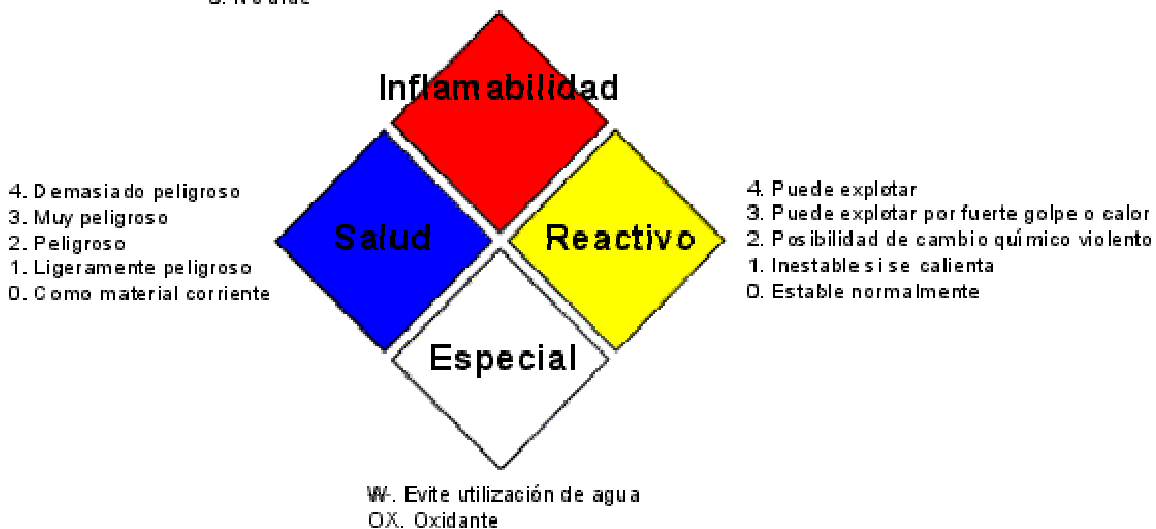 Inflamabilidad
4. Demasiado peligroso
3. Muy peligroso
2. Peligroso
1. Ligeramente peligroso
0. Como material corriente
Salud
Reactivo
4. Puede explotar
3. Puede explotar por fuerte golpe o calor
2. Posibilidad de cambio químico violento
1. Inestable si se calienta
0. Estable normalmente
Especial
W-. Evite utilización de agua
OX. Oxidante